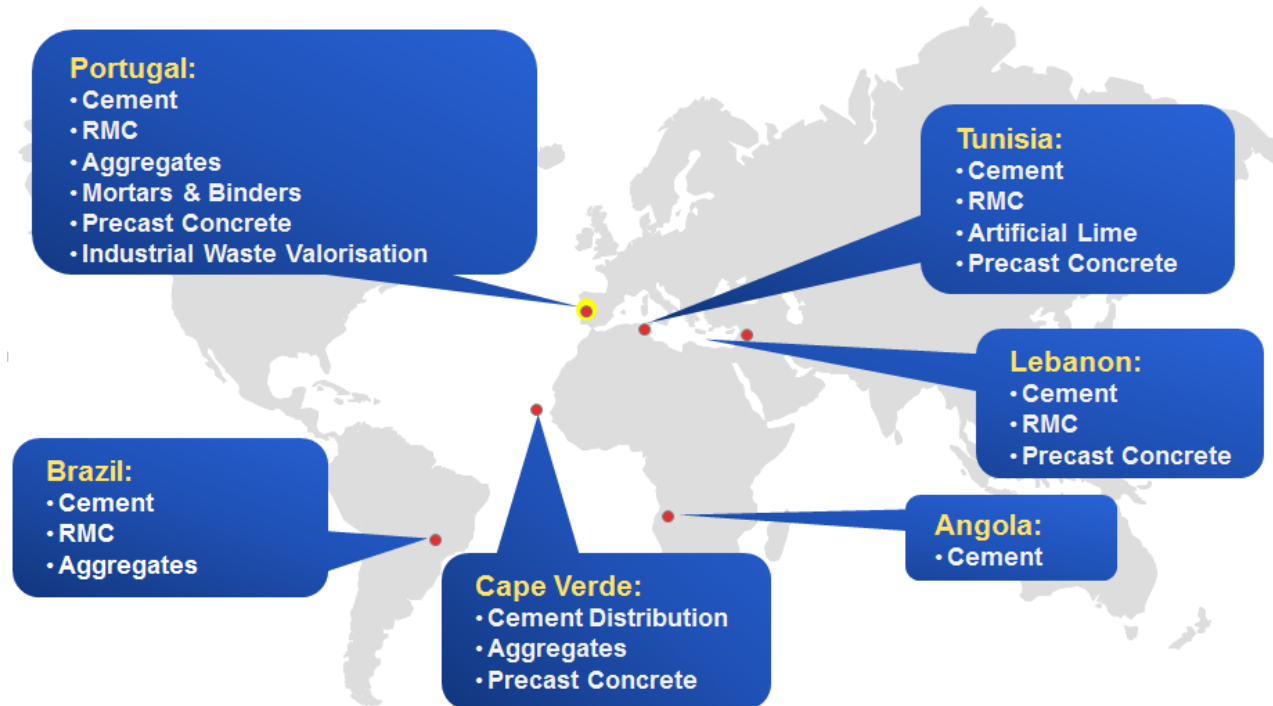 Portugal:
• Cement
• RMC
• Aggregates
• Mortars & Binders
• Precast Concrete
• Industrial Waste Valorisation
Tunisia:
• Cement
• RMC
• Artificial Lime
• Precast Concrete
Lebanon:
• Cement
• RMC
• Precast Concrete
Brazil:
• Cement
• RMC
• Aggregates
Cape Verde:
• Cement Distribution
• Aggregates
• Precast Concrete
Angola:
• Cement